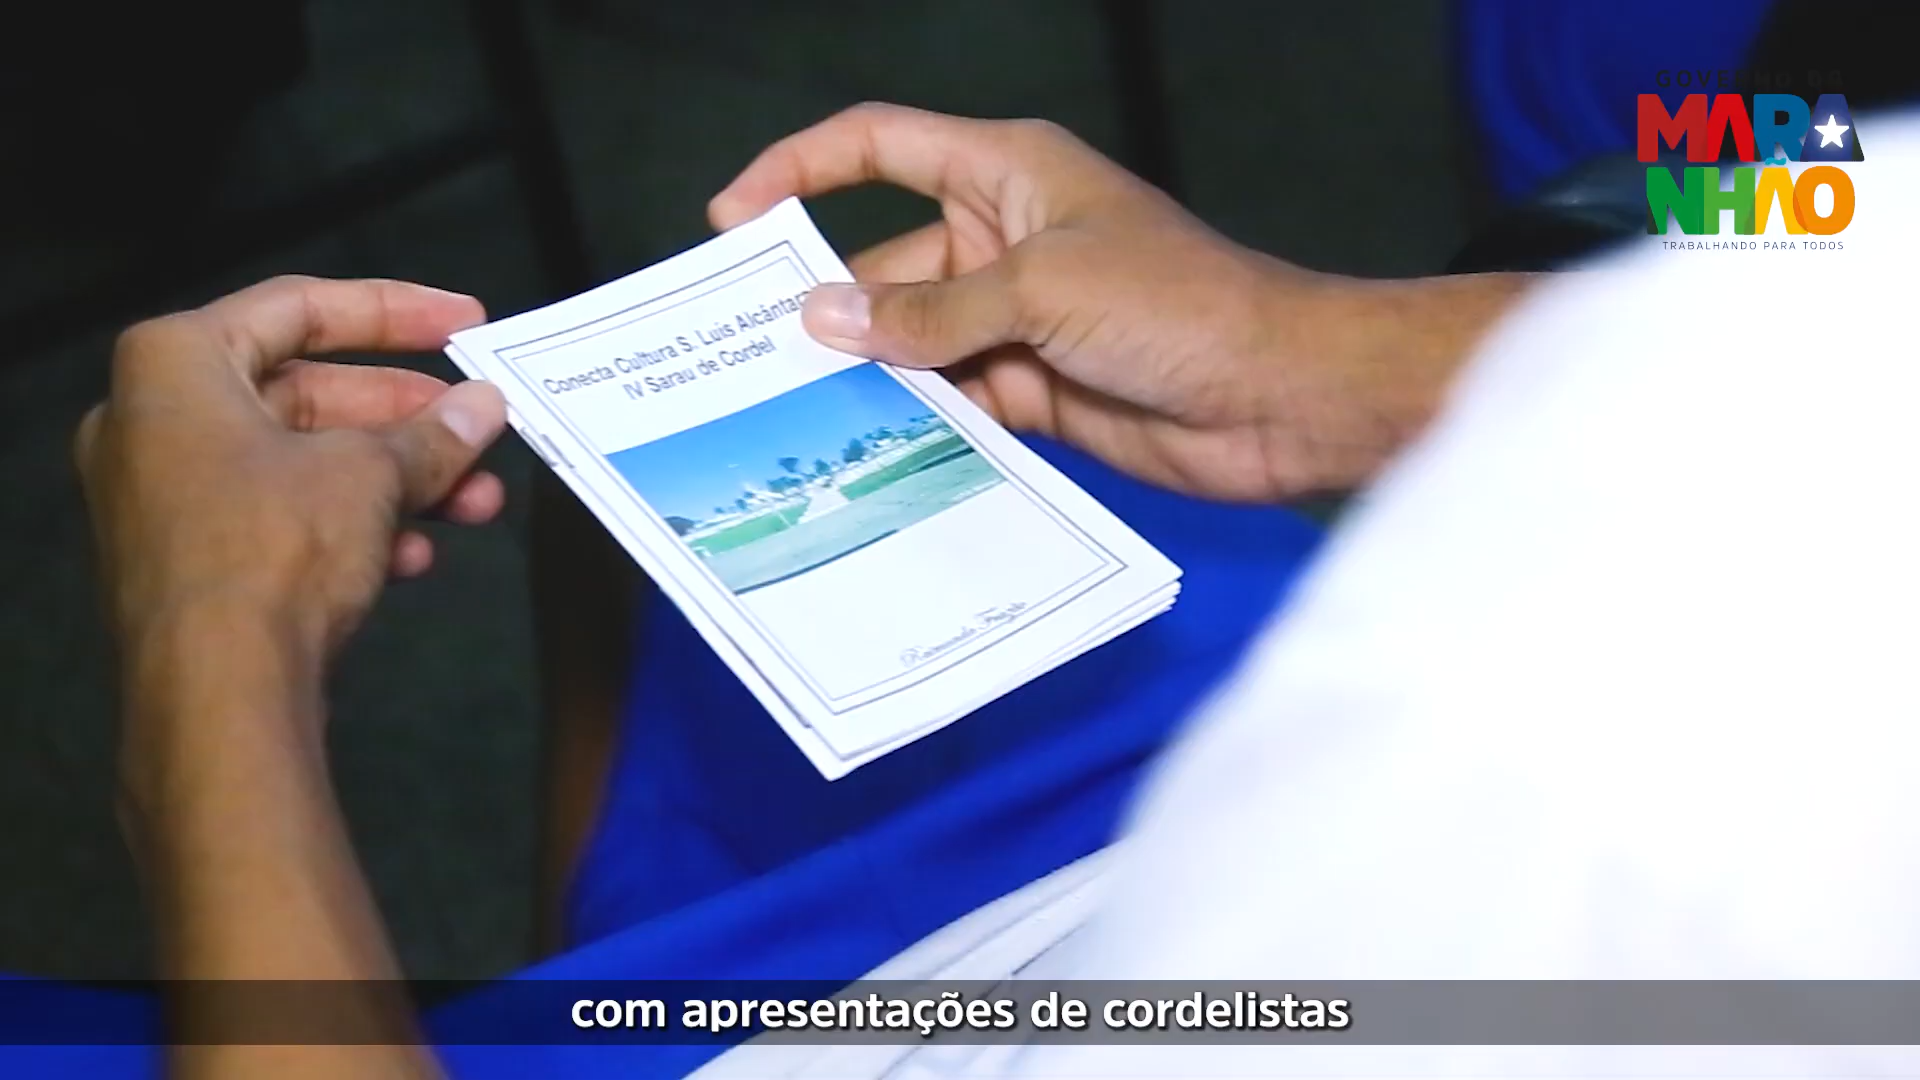 GOVERNO DO
MARA
NHÃO
TRABALHANDO PARA TODOS
Conecta Cultura S. Luis Alcântara
IV Sarau de Cordel
Raimundo
com apresentações de cordelistas